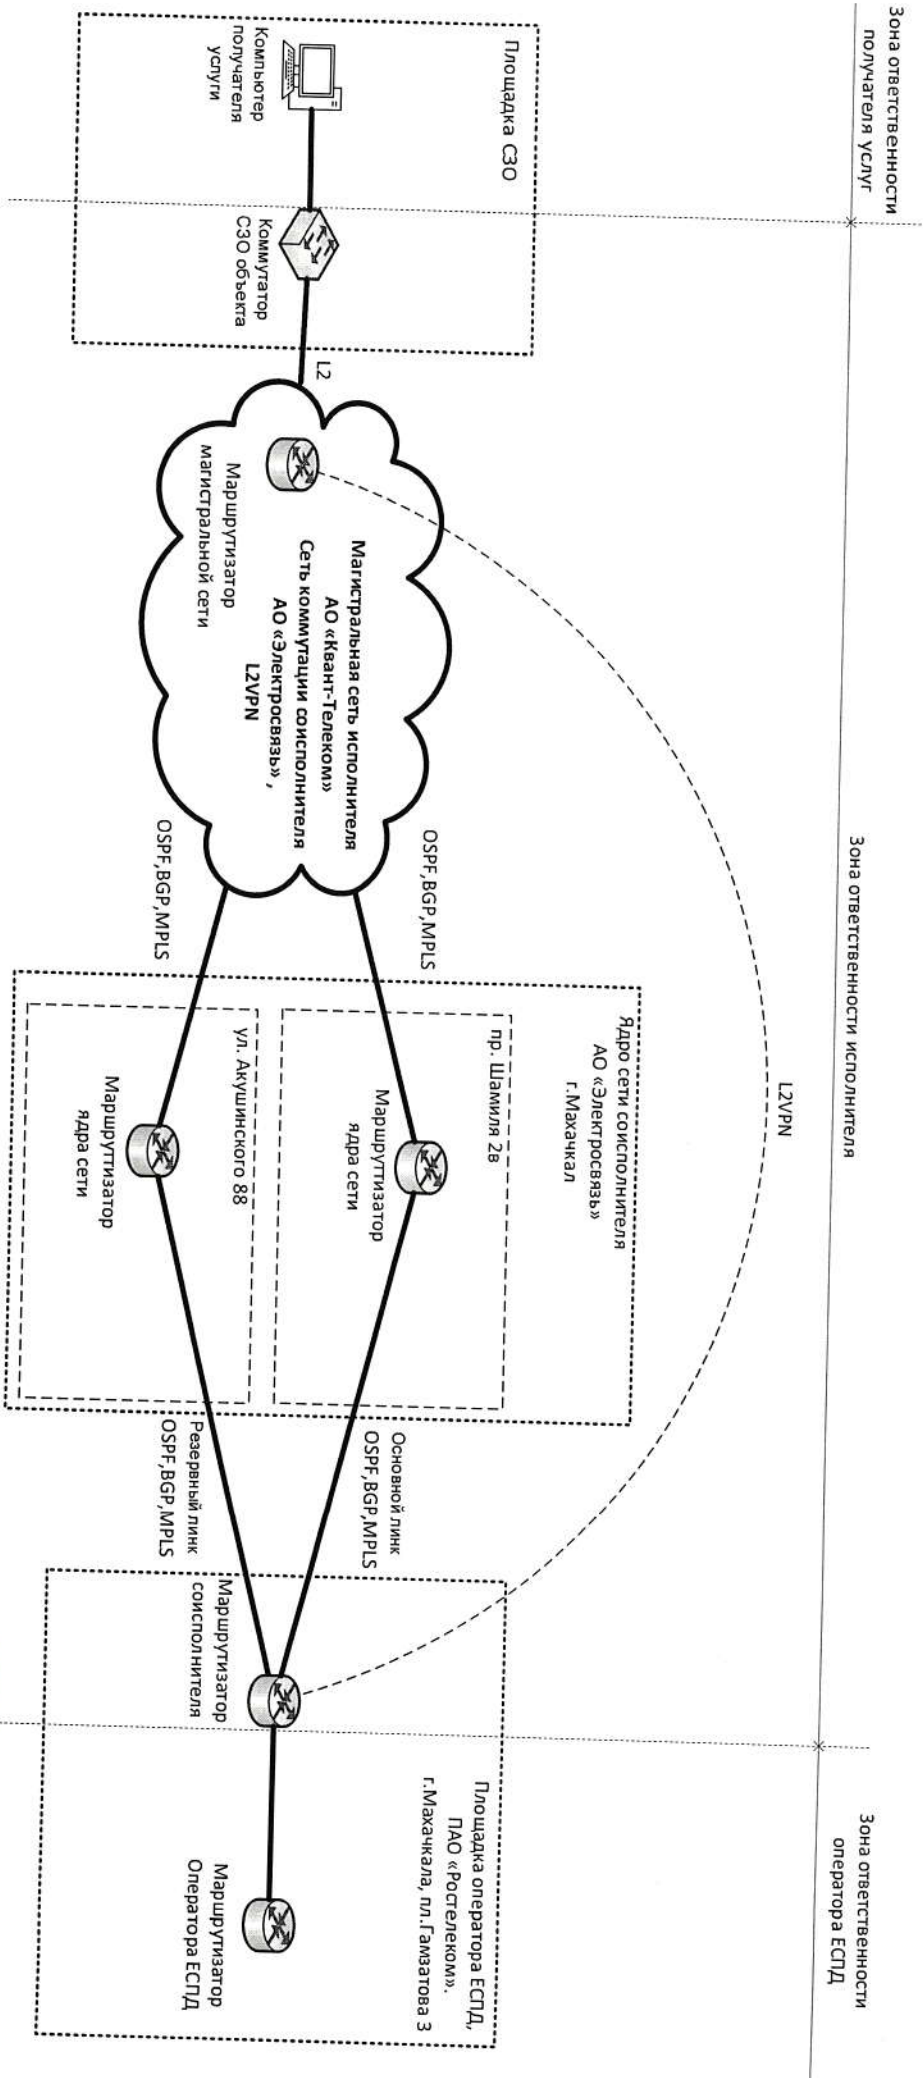 Зона ответственности
получателя услуг
Зона ответственности исполнителя
Зона ответственности
оператора ЕСПД
L2VPN
Площадка СЗО
Компьютер
получателя
услуги
Коммутатор
СЗО объекта
L2
Маршрутизатор
магистральной сети
Магистральная сеть исполнителя
АО «Квант-Телеком»
Сеть коммутации соисполнителя
АО «Электросвязь» ,
L2VPN
OSPF,BGP,MPLS
OSPF,BGP,MPLS
Ядро сети соисполнителя
АО «Электросвязь»
г.Махачкал
пр. Шамиля 2в
Маршрутизатор
ядра сети
ул. Акушинского 88
Маршрутизатор
ядра сети
Основной линк
OSPF,BGP,MPLS
Резервный линк
OSPF,BGP,MPLS
Площадка оператора ЕСПД,
ПАО «Ростелеком».
г.Махачкала, пл.Гамзатова 3
Маршрутизатор
соисполнителя
Маршрутизатор
Оператора ЕСПД